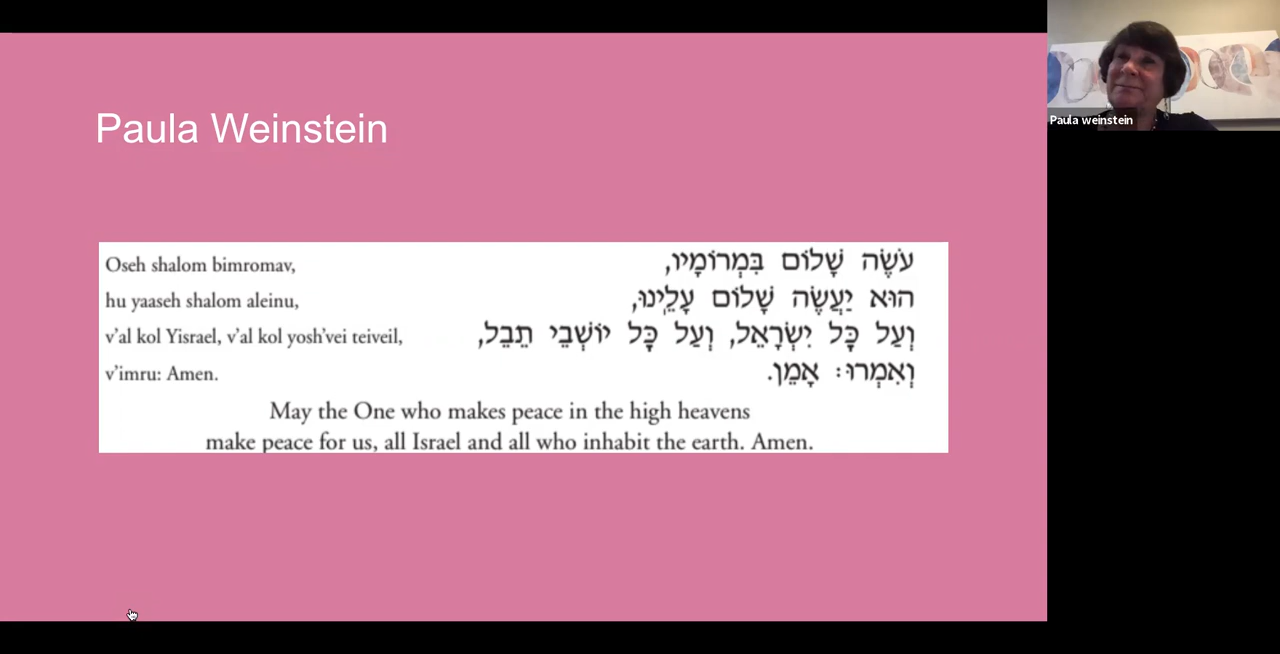 Paula Weinstein
Paula weinstein
Oseh shalom bimromav,
עֹשֶׂה שָׁלוֹם בִּמְרוֹמָיו,
hu yaaseh shalom aleinu,
הוּא יַעֲשֶׂה שָׁלוֹם עָלֵֽינוּ,
v'al kol Yisrael, v'al kol yosh'vei teiveil,
וְעַל כׇּל יִשְׂרָאֵל, וְעַל כׇּל יוֹשְׁבֵי תֵבֵל,
v'imru: Amen.
וְאִמְרוּ: אָמֵן.
May the One who makes peace in the high heavens
make peace for us, all Israel and all who inhabit the earth. Amen.